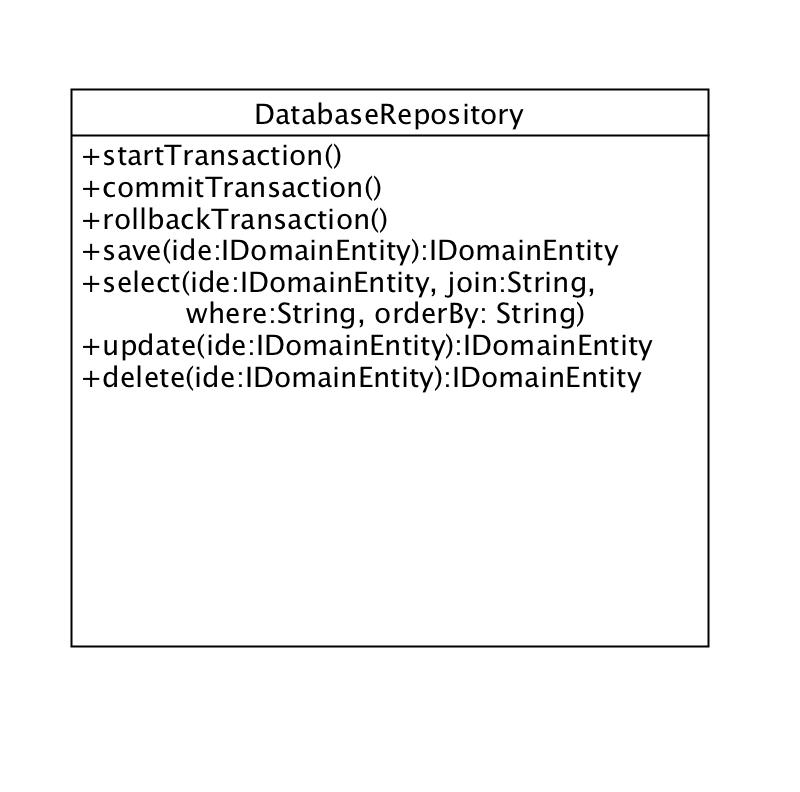 DatabaseRepository
+startTransaction()
+commitTransaction()
+rollbackTransaction()
+save(ide:IDomainEntity):IDomainEntity
+select(ide:IDomainEntity, join:String,
where:String, orderBy: String)
+update(ide:IDomainEntity):IDomainEntity
+delete(ide:IDomainEntity):IDomainEntity